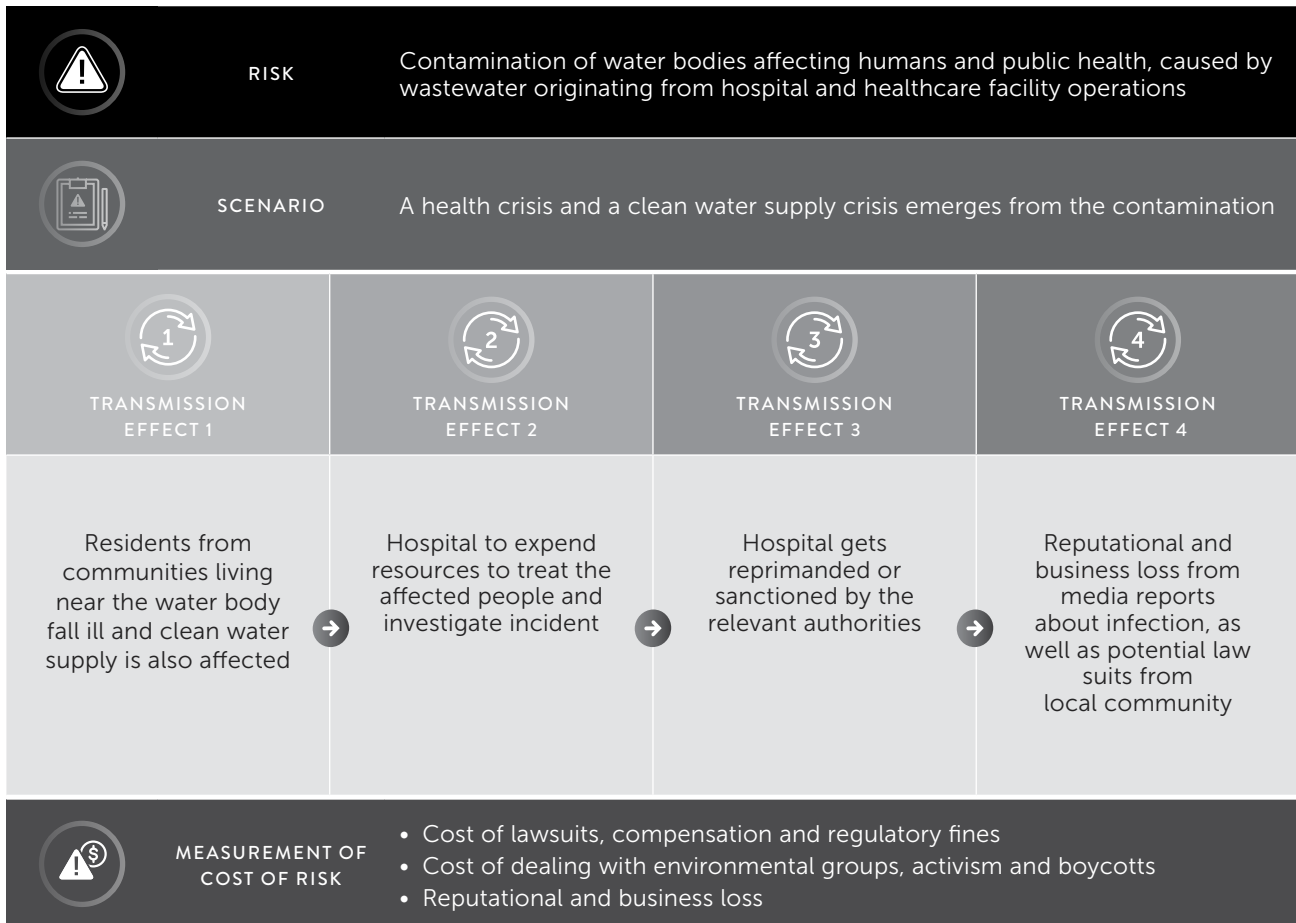 RISK
Contamination of water bodies affecting humans and public health, caused by
wastewater originating from hospital and healthcare facility operations
SCENARIO
A health crisis and a clean water supply crisis emerges from the contamination
1
TRANSMISSION
EFFECT 1
2
TRANSMISSION
EFFECT 2
3
TRANSMISSION
EFFECT 3
4
TRANSMISSION
EFFECT 4
Residents from
communities living
near the water body
fall ill and clean water
supply is also affected
Hospital to expend
resources to treat the
affected people and
investigate incident
Hospital gets
reprimanded or
sanctioned by the
relevant authorities
Reputational and
business loss from
media reports
about infection, as
well as potential law
suits from
local community
$
MEASUREMENT OF
COST OF RISK
• Cost of lawsuits, compensation and regulatory fines
• Cost of dealing with environmental groups, activism and boycotts
• Reputational and business loss